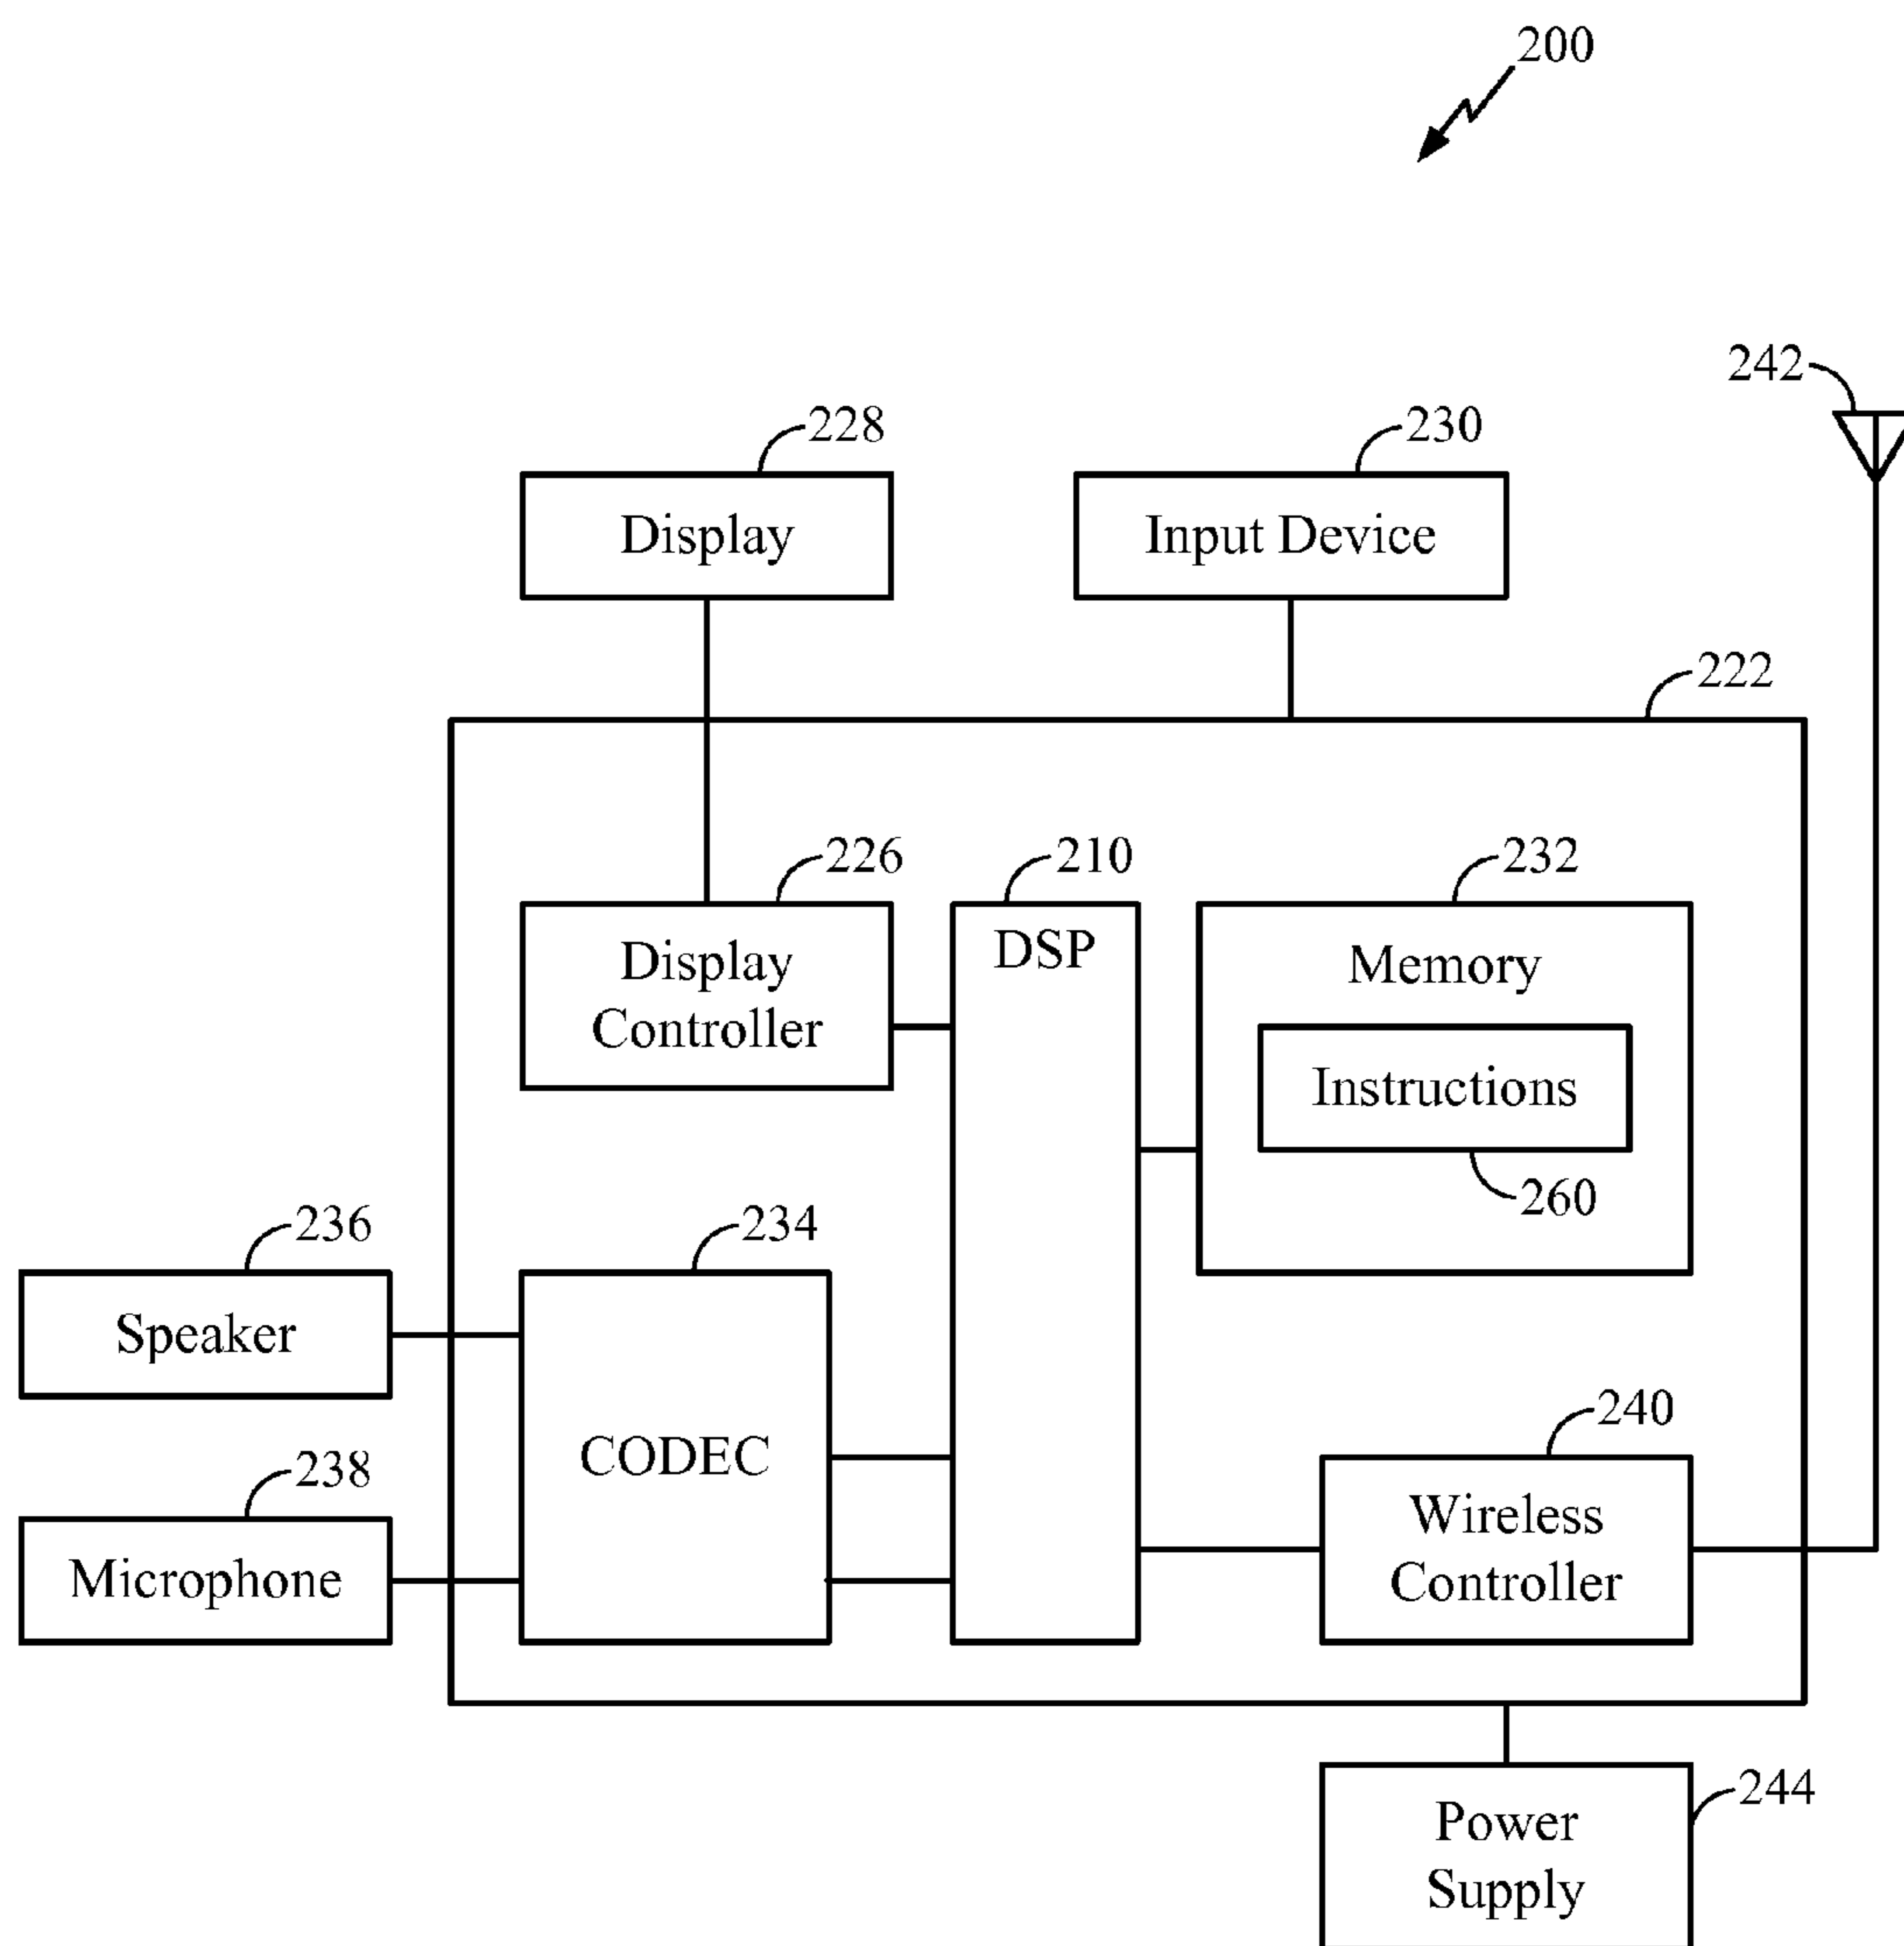 200
242
228
230
Display
Input Device
222
226
210
232
Display
Controller
DSP
Memory
Instructions
260
236
234
Speaker
CODEC
240
238
Microphone
Wireless
Controller
244
Power
Supply